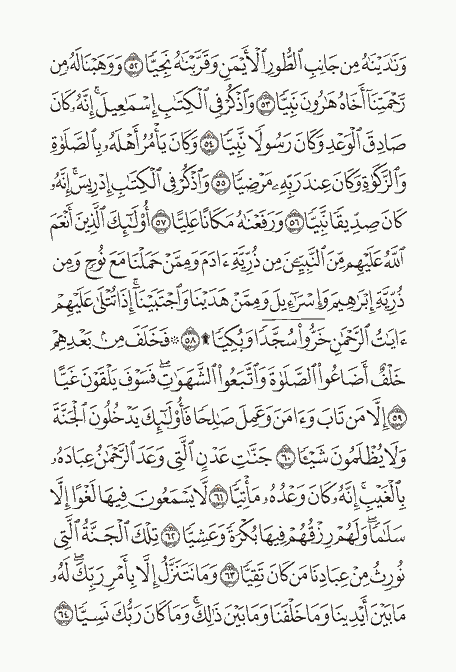 وَنَٰدَيْنَٰهُ مِن جَانِبِ ٱلطُّورِ ٱلْأَيْمَنِ وَقَرَّبْنَٰهُ نَجِيًّا ٥٢ وَوَهَبْنَا لَهُۥ مِن
رَّحْمَتِنَآ أَخَاهُ هَٰرُونَ نَبِيًّا ٥٣ وَٱذْكُرْ فِى ٱلْكِتَٰبِ إِسْمَٰعِيلَ ۚ إِنَّهُۥ كَانَ
صَادِقَ ٱلْوَعْدِ وَكَانَ رَسُولًا نَّبِيًّا ٥٤ وَكَانَ يَأْمُرُ أَهْلَهُۥ بِٱلصَّلَوٰةِ
وَٱلزَّكَوٰةِ وَكَانَ عِندَ رَبِّهِۦ مَرْضِيًّا ٥٥ وَٱذْكُرْ فِى ٱلْكِتَٰبِ إِدْرِيسَ ۚ إِنَّهُۥ
كَانَ صِدِّيقًا نَّبِيًّا ٥٦ وَرَفَعْنَٰهُ مَكَانًا عَلِيًّا ٥٧ أُو۟لَٰٓئِكَ ٱلَّذِينَ أَنْعَمَ
ٱللَّهُ عَلَيْهِم مِّنَ ٱلنَّبِيِّـۧنَ مِن ذُرِّيَّةِ ءَادَمَ وَمِمَّنْ حَمَلْنَا مَعَ نُوحٍ وَمِن
ذُرِّيَّةِ إِبْرَٰهِيمَ وَإِسْرَٰٓءِيلَ وَمِمَّنْ هَدَيْنَا وَٱجْتَبَيْنَآ ۚ إِذَا تُتْلَىٰ عَلَيْهِمْ
ءَايَٰتُ ٱلرَّحْمَٰنِ خَرُّوا۟ سُجَّدًا وَبُكِيًّا ۩ ٥٨ ۞ فَخَلَفَ مِنۢ بَعْدِهِمْ
خَلْفٌ أَضَاعُوا۟ ٱلصَّلَوٰةَ وَٱتَّبَعُوا۟ ٱلشَّهَوَٰتِ ۖ فَسَوْفَ يَلْقَوْنَ غَيًّا
٥٩ إِلَّا مَن تَابَ وَءَامَنَ وَعَمِلَ صَٰلِحًا فَأُو۟لَٰٓئِكَ يَدْخُلُونَ ٱلْجَنَّةَ
وَلَا يُظْلَمُونَ شَيْـًٔا ٦٠ جَنَّٰتِ عَدْنٍ ٱلَّتِى وَعَدَ ٱلرَّحْمَٰنُ عِبَادَهُۥ
بِٱلْغَيْبِ ۚ إِنَّهُۥ كَانَ وَعْدُهُۥ مَأْتِيًّا ٦١ لَّا يَسْمَعُونَ فِيهَا لَغْوًا إِلَّا
سَلَٰمًا ۖ وَلَهُمْ رِزْقُهُمْ فِيهَا بُكْرَةً وَعَشِيًّا ٦٢ تِلْكَ ٱلْجَنَّةُ ٱلَّتِى
نُورِثُ مِنْ عِبَادِنَا مَن كَانَ تَقِيًّا ٦٣ وَمَا نَتَنَزَّلُ إِلَّا بِأَمْرِ رَبِّكَ ۖ لَهُۥ
مَا بَيْنَ أَيْدِينَا وَمَا خَلْفَنَا وَمَا بَيْنَ ذَٰلِكَ ۚ وَمَا كَانَ رَبُّكَ نَسِيًّا ٦٤